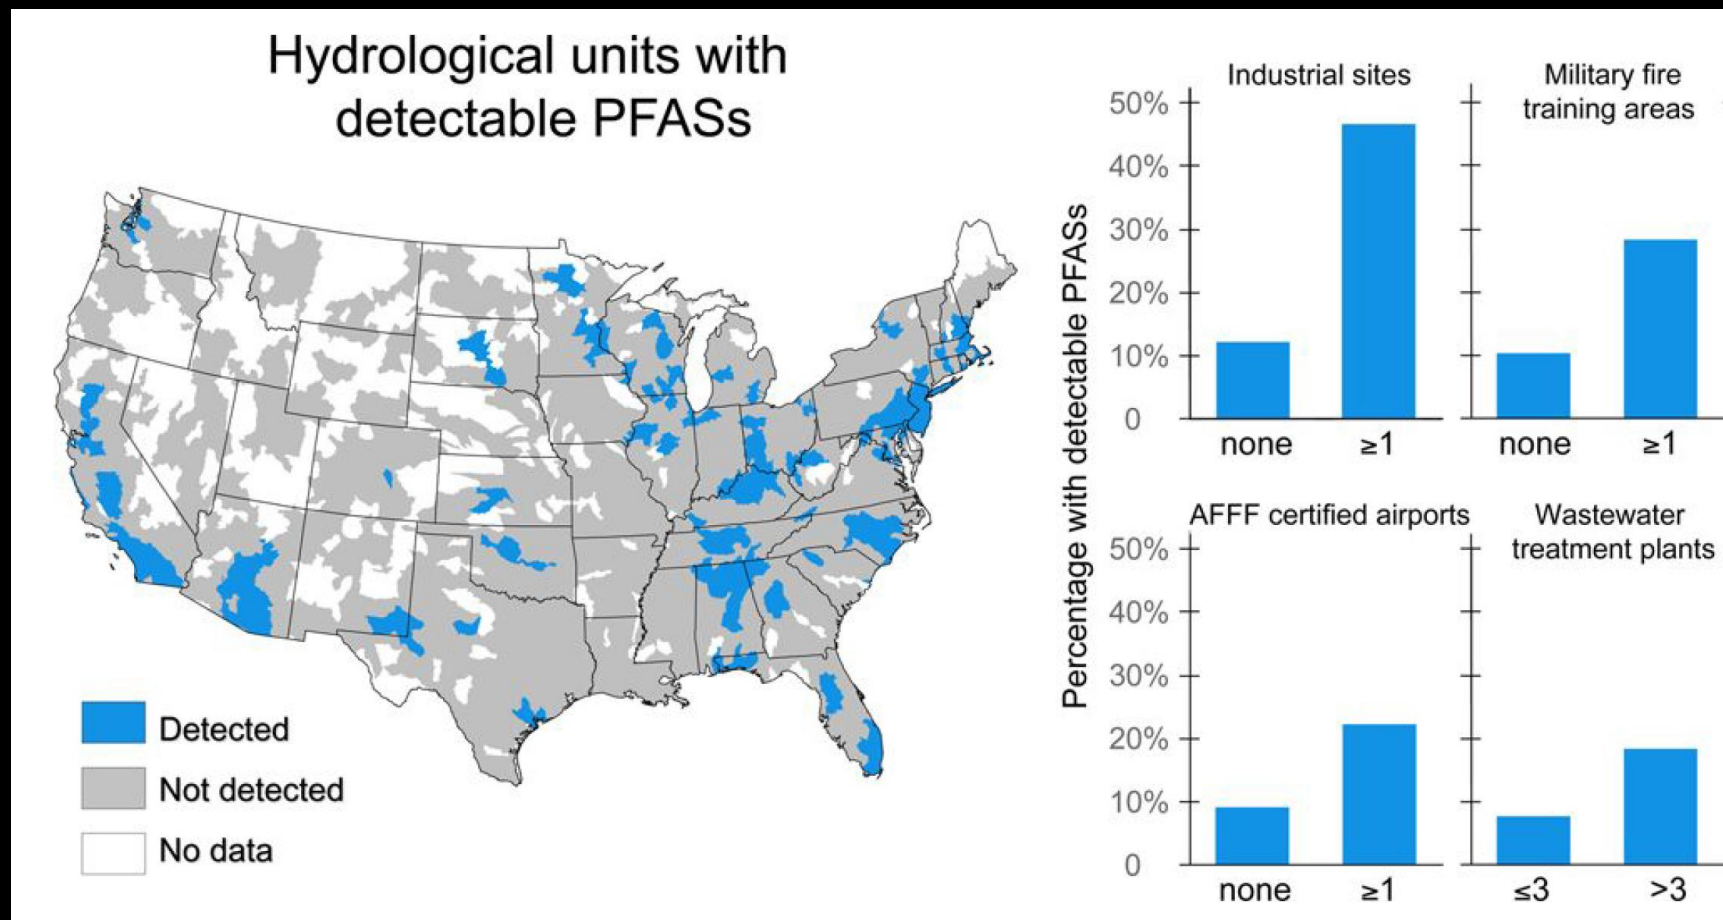 Hydrological units with
detectable PFASs
Detected
Not detected
No data
Percentage with detectable PFASs
Industrial sites
50%
40%
30%
20%
10%
0
none
≥1
Military fire
training areas
none
≥1
AFFF certified airports
50%
40%
30%
20%
10%
0
none
≥1
Wastewater
treatment plants
≤3
>3